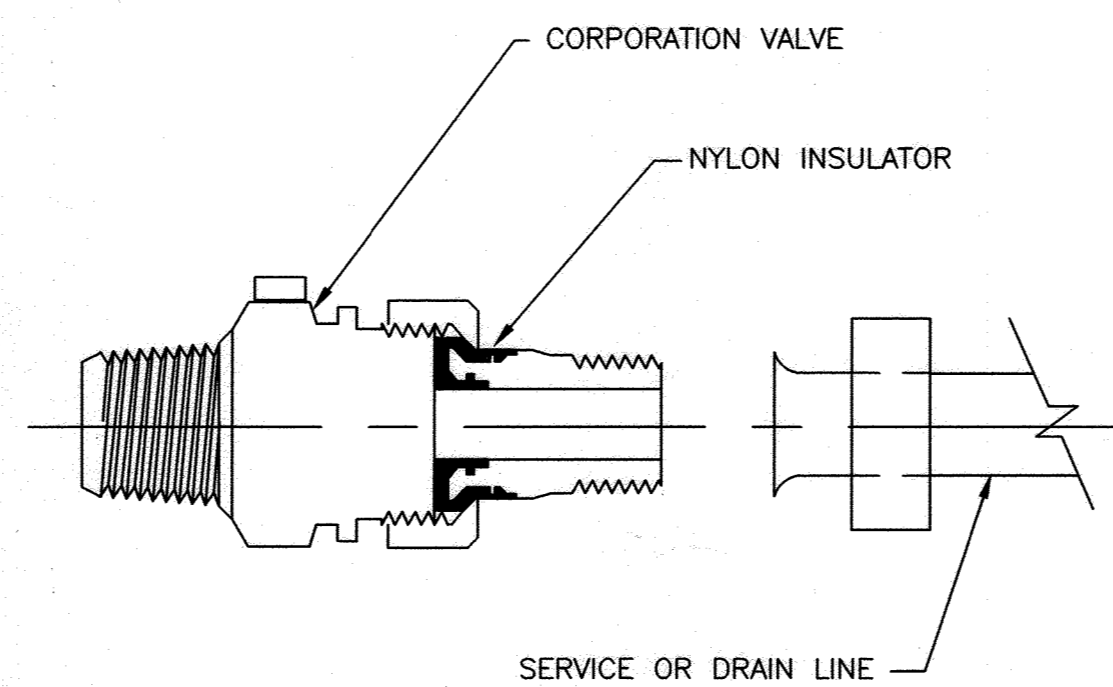 CORPORATION VALVE
NYLON INSULATOR
SERVICE OR DRAIN LINE